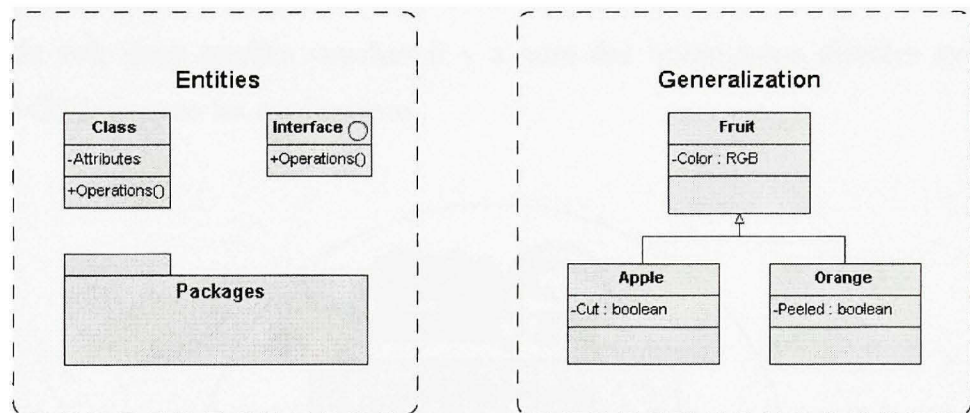 Entities
Class
-Attributes
+Operations()
Interface
+Operations()
Packages
Generalization
Fruit
-Color : RGB
Apple
-Cut : boolean
Orange
-Peeled : boolean